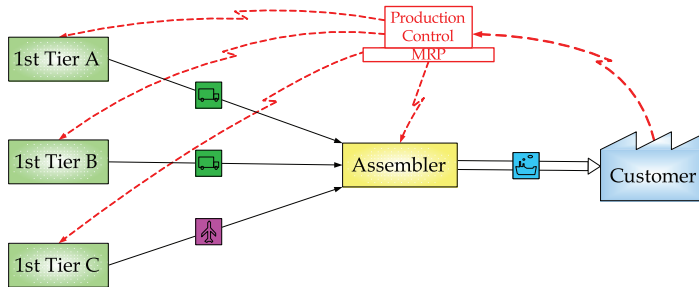 Production
Control
MRP
1st Tier A
1st Tier B
Assembler
Customer
1st Tier C